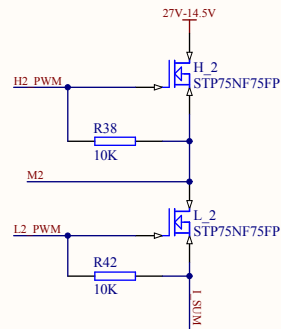 27V-14.5V
H_2
H2_PWM
STP75NF75FP
R38
10K
M2
L_2
L2_PWM
STP75NF75FP
R42
10K
I_SUM